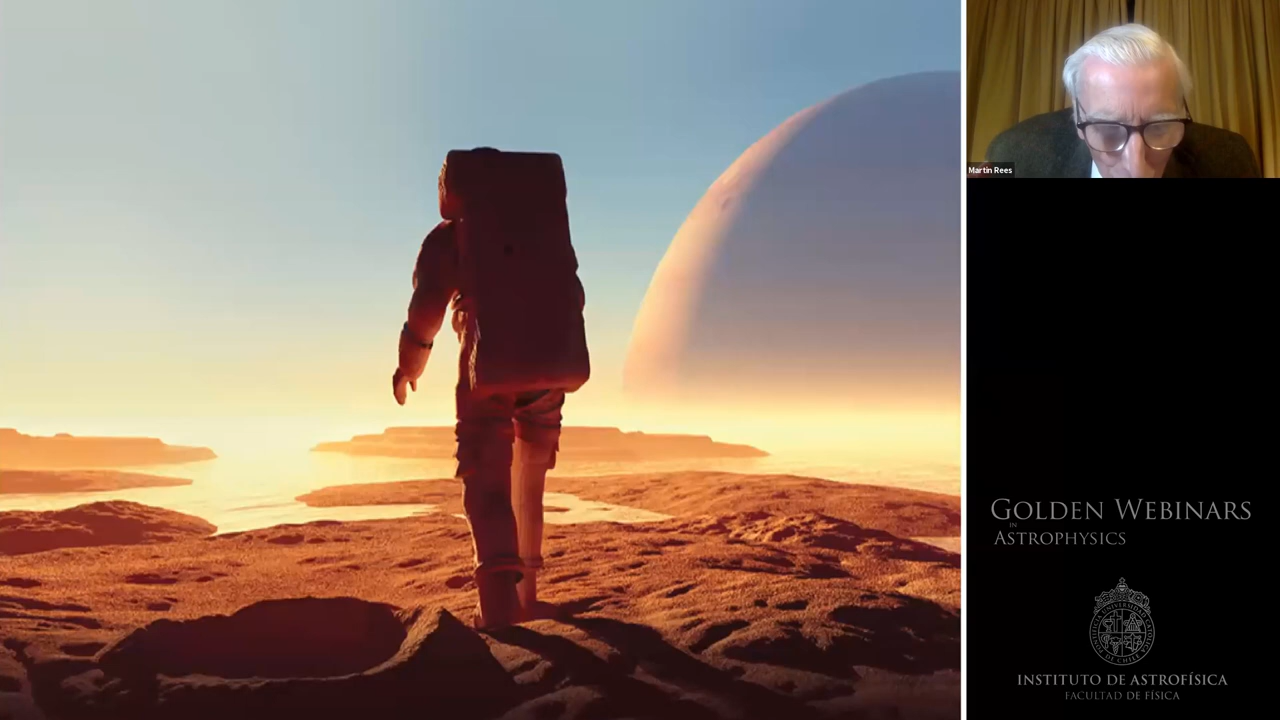 Martin Rees
GOLDEN WEBINARS
IN
ASTROPHYSICS
INSTITUTO DE ASTROFÍSICA
FACULTAD DE FÍSICA